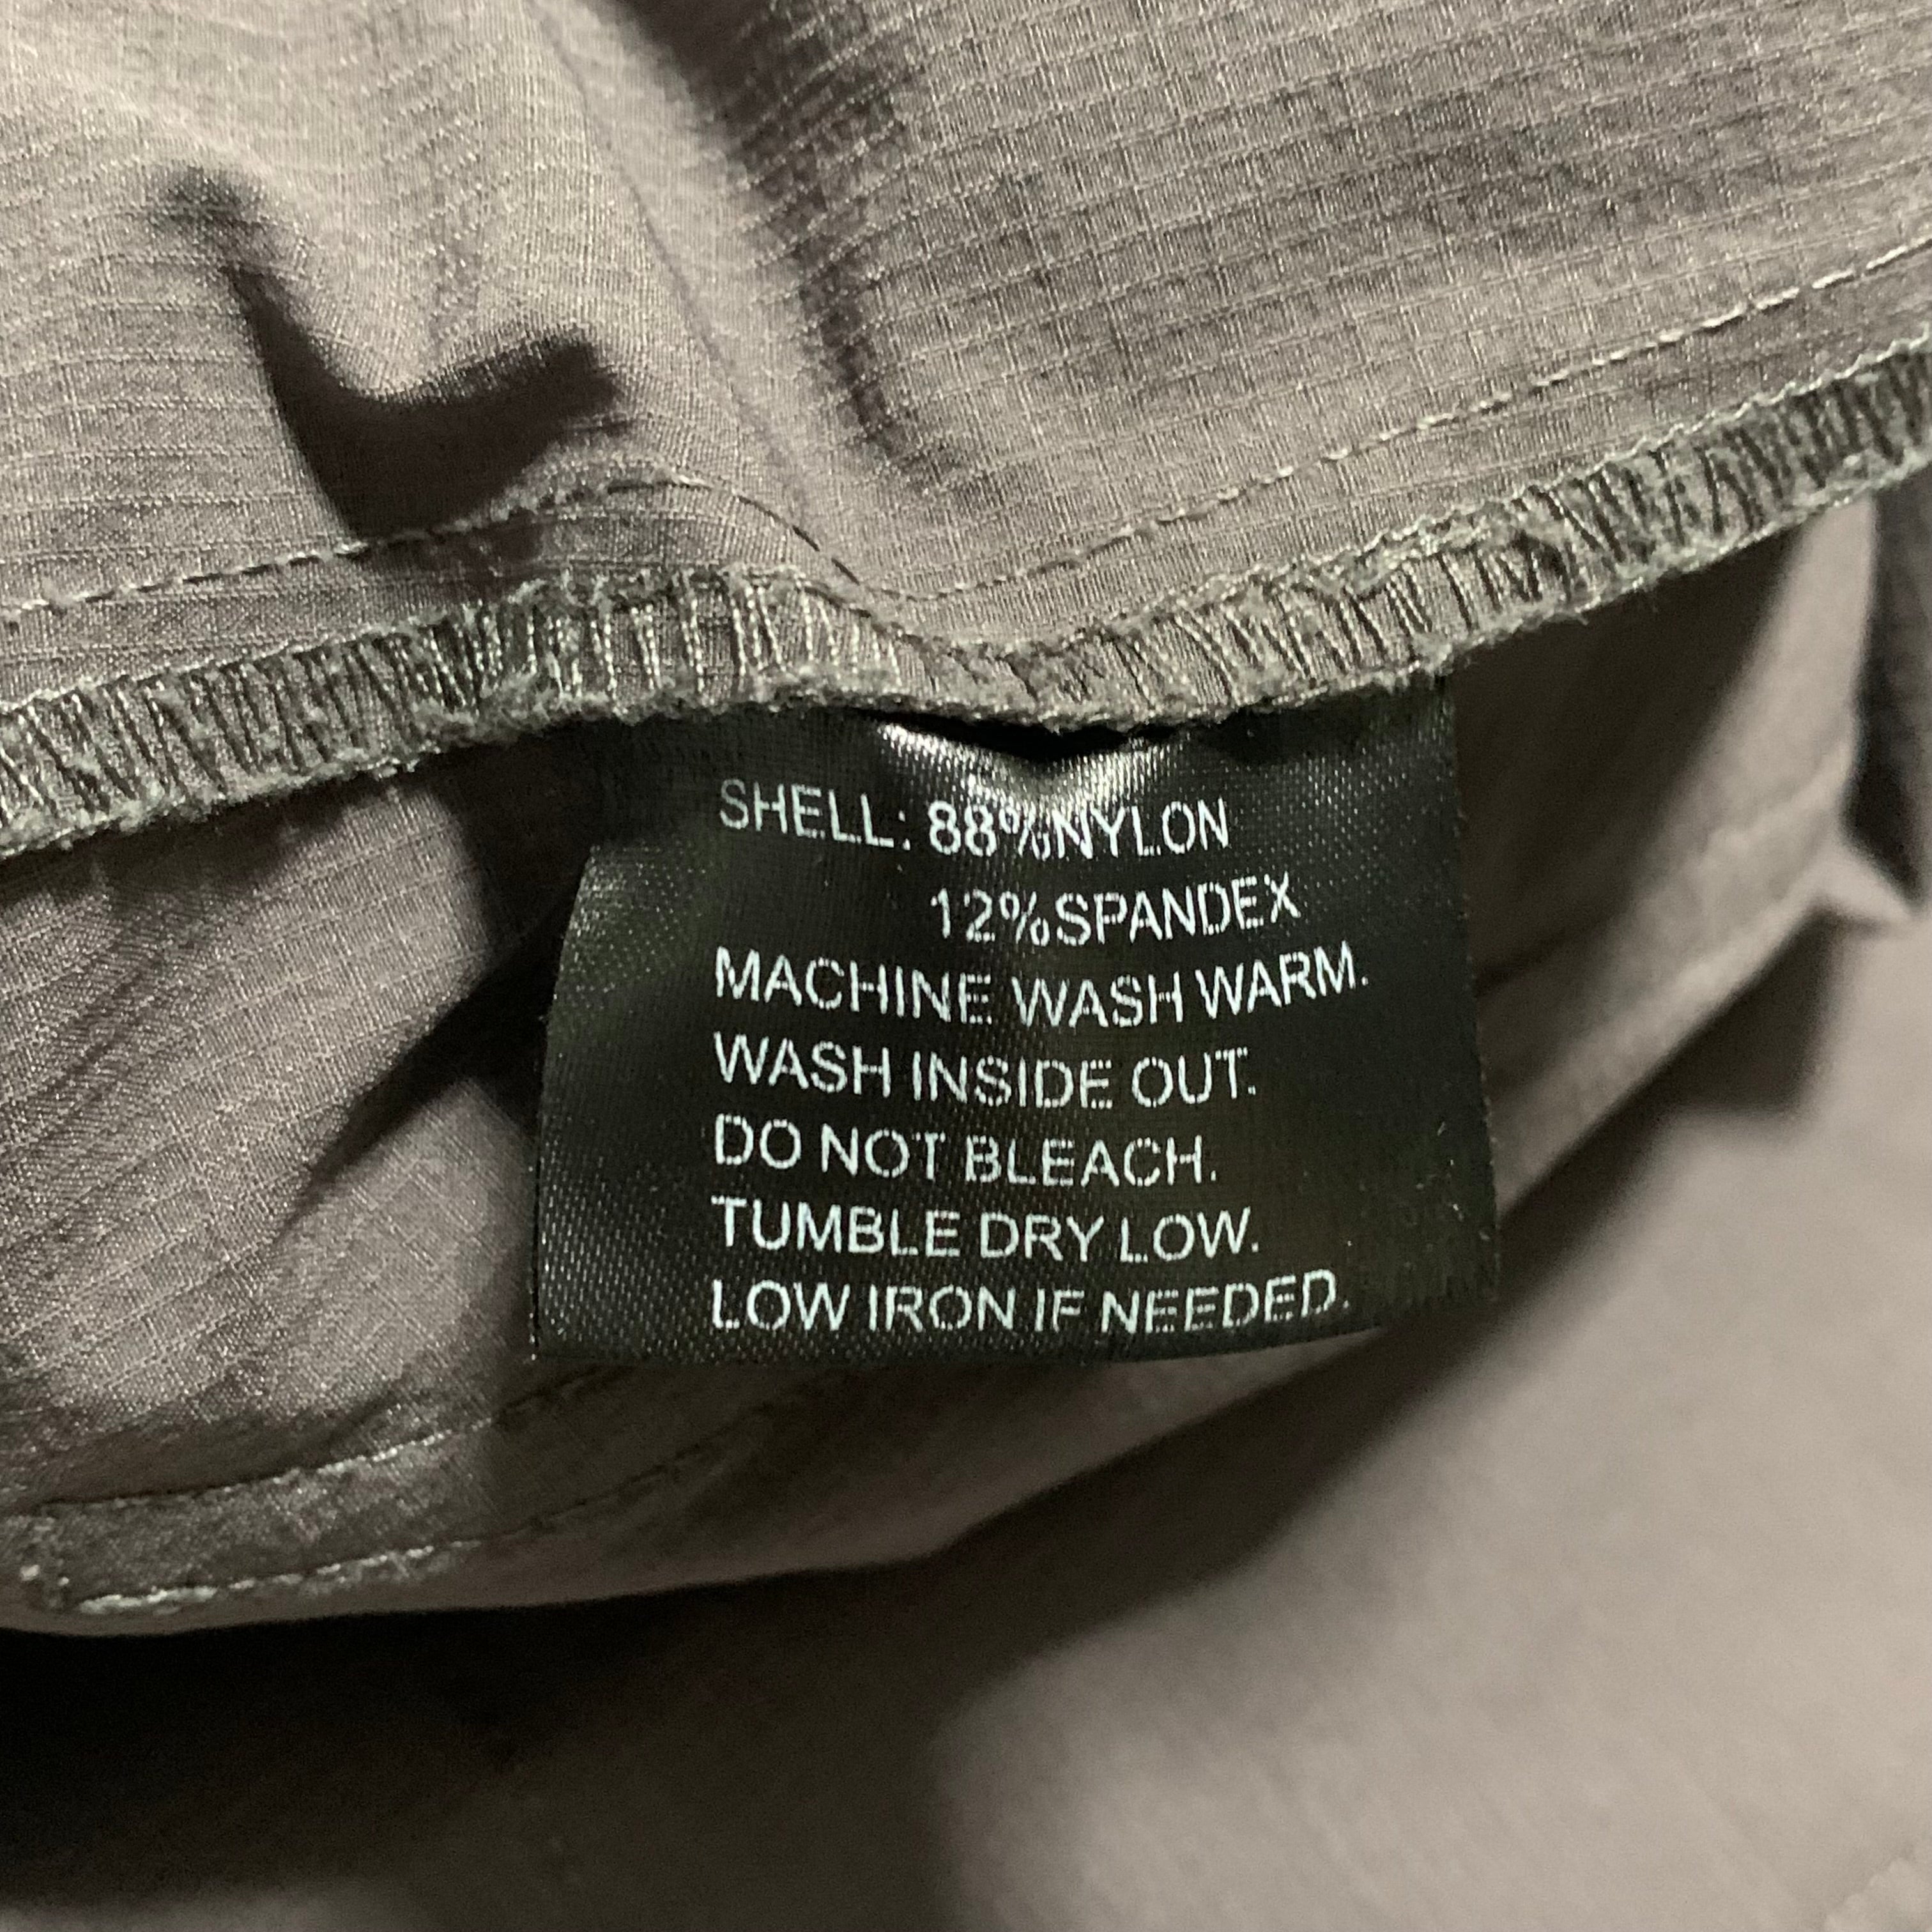 SHELL: 88%NYLON
12%SPANDEX
MACHINE WASH WARM.
WASH INSIDE OUT.
DO NOT BLEACH.
TUMBLE DRY LOW.
LOW IRON IF NEEDED.